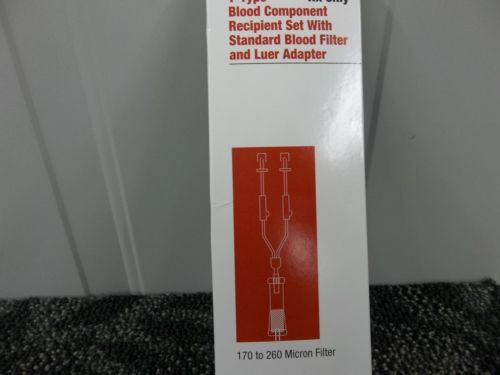 Blood Component
Recipient Set With
Standard Blood Filter
and Luer Adapter
170 to 260 Micron Filter